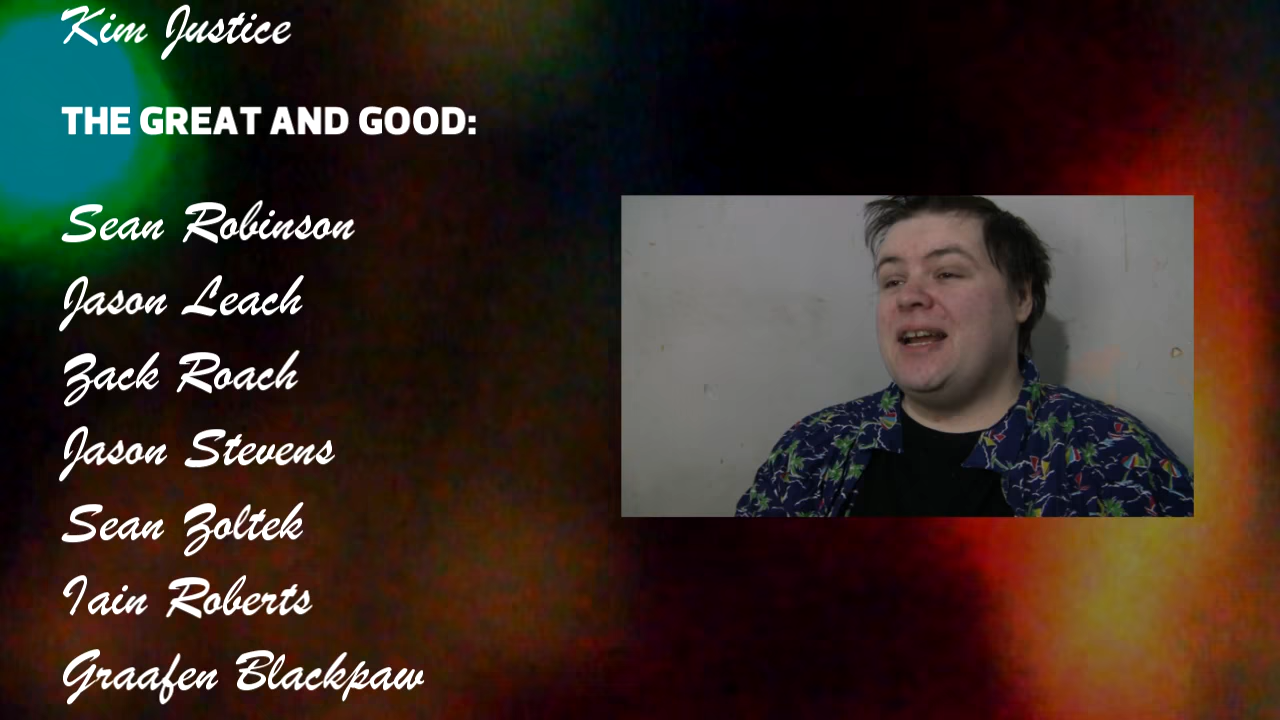 Kim Justice
THE GREAT AND GOOD:
Sean Robinson
Jason Leach
Zack Roach
Jason Stevens
Sean Zoltek
Iain Roberts
Graafen Blackpaw